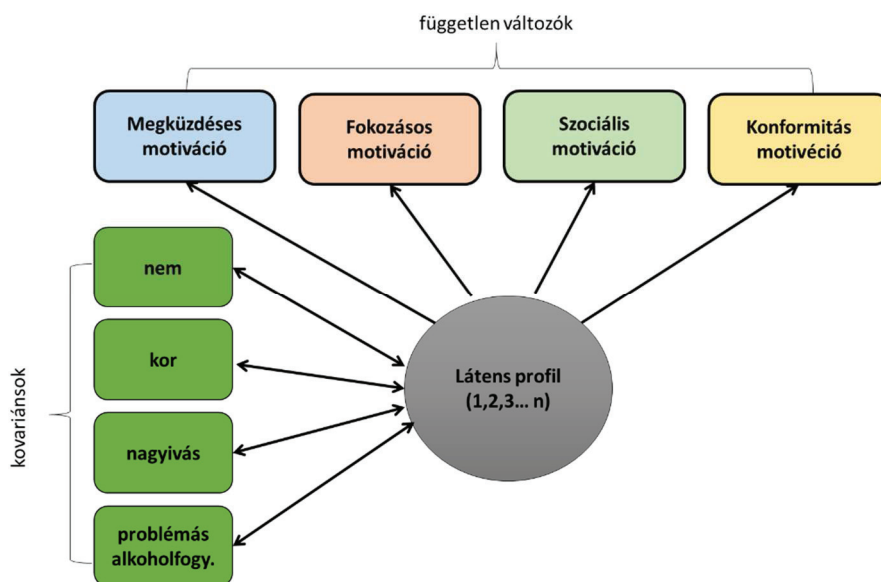 független változók
Megküzdéses
motiváció
Fokozásos
motiváció
Szociális
motiváció
Konformitás
motivéció
kovariánsok
nem
kor
nagyivás
problémás
alkoholfogy.
Látens profil
(1,2,3... n)